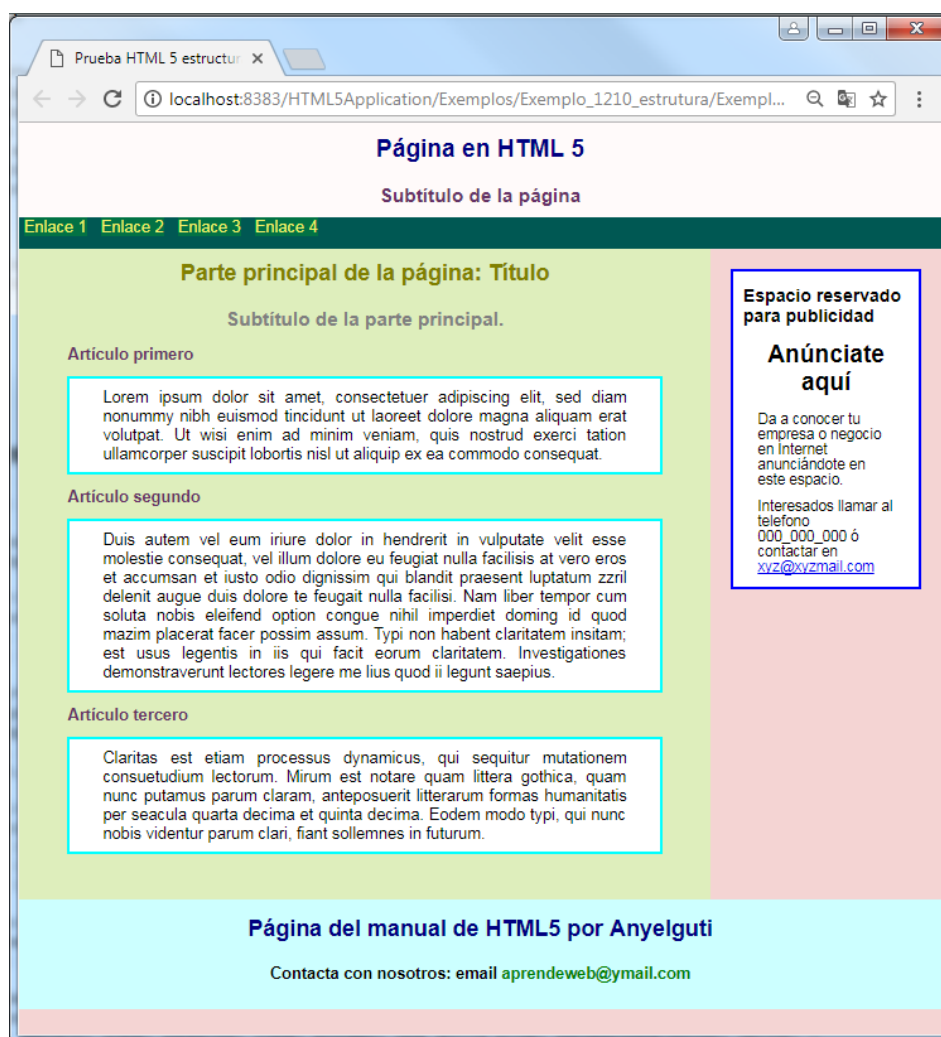 Prueba HTML 5 estructur
localhost:8383/HTML5Application/Exemplos/Exemplo_1210_estrutura/Exempl...
Página en HTML 5
Subtítulo de la página
Enlace 1 Enlace 2 Enlace 3 Enlace 4
Parte principal de la página: Título
Subtítulo de la parte principal.
Artículo primero
Lorem ipsum dolor sit amet, consectetuer adipiscing elit, sed diam
nonummy nibh euismod tincidunt ut laoreet dolore magna aliquam erat
volutpat. Ut wisi enim ad minim veniam, quis nostrud exerci tation
ullamcorper suscipit lobortis nisl ut aliquip ex ea commodo consequat.
Artículo segundo
Duis autem vel eum iriure dolor in hendrerit in vulputate velit esse
molestie consequat, vel illum dolore eu feugiat nulla facilisis at vero eros
et accumsan et iusto odio dignissim qui blandit praesent luptatum zzril
delenit augue duis dolore te feugait nulla facilisi. Nam liber tempor cum
soluta nobis eleifend option congue nihil imperdiet doming id quod
mazim placerat facer possim assum. Typi non habent claritatem insitam;
est usus legentis in iis qui facit eorum claritatem. Investigationes
demonstraverunt lectores legere me lius quod ii legunt saepius.
Artículo tercero
Claritas est etiam processus dynamicus, qui sequitur mutationem
consuetudium lectorum. Mirum est notare quam littera gothica, quam
nunc putamus parum claram, anteposuerit litterarum formas humanitatis
per seacula quarta decima et quinta decima. Eodem modo typi, qui nunc
nobis videntur parum clari, fiant sollemnes in futurum.
Espacio reservado
para publicidad
Anúnciate
aquí
Da a conocer tu
empresa o negocio
en Internet
anunciándote en
este espacio.
Interesados llamar al
telefono
000_000_000 ó
contactar en
xyz@xyzmail.com
Página del manual de HTML5 por Anyelguti
Contacta con nosotros: email aprendeweb@ymail.com